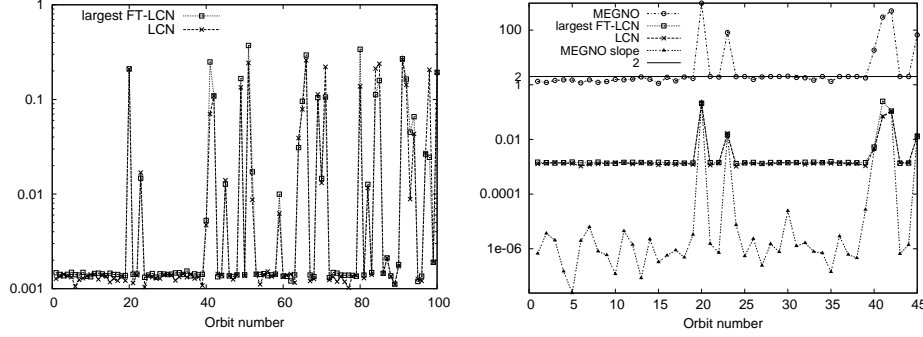 largest FT-LCN
LCN
1
0.1
0.01
0.001
0 20 40 60 80 100
Orbit number
MEGNO
largest FT-LCN
LCN
MEGNO slope
2
1000
100
2
1
0.01
0.0001
1e-06
0 5 10 15 20 25 30 35 40 45
Orbit number